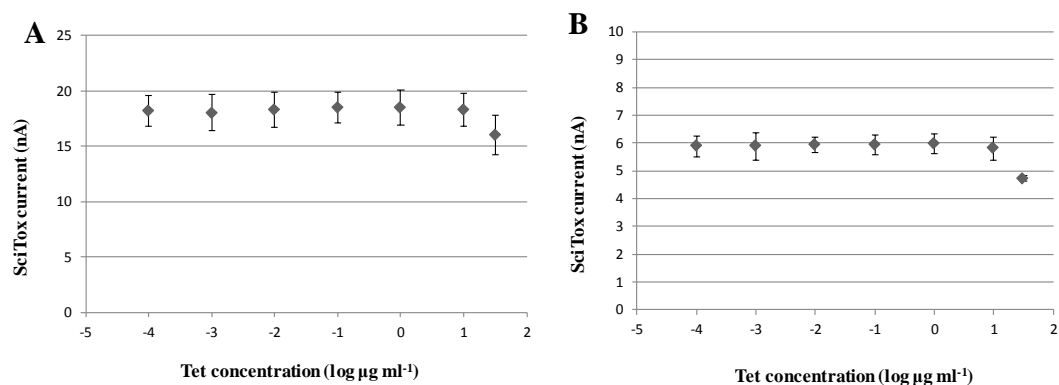 A
SciTox current (nA)
25
20
15
10
5
0
-5 -4 -3 -2 -1 0 1 2
Tet concentration (log µg ml⁻¹)
B
SciTox current (nA)
10
9
8
7
6
5
4
3
2
1
0
-5 -4 -3 -2 -1 0 1 2
Tet concentration (log µg ml⁻¹)